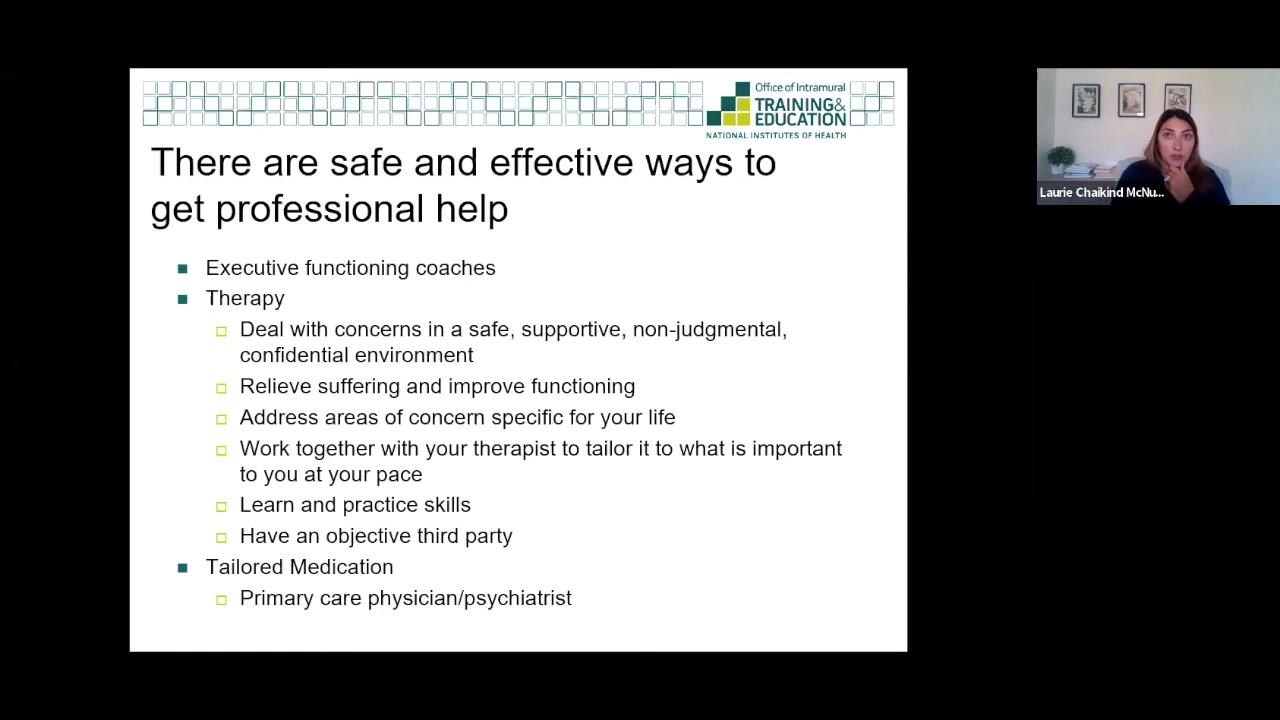 Office of Intramural
TRAINING&
EDUCATION
NATIONAL INSTITUTES OF HEALTH
There are safe and effective ways to
get professional help
Executive functioning coaches
Therapy
Deal with concerns in a safe, supportive, non-judgmental,
confidential environment
Relieve suffering and improve functioning
Address areas of concern specific for your life
Work together with your therapist to tailor it to what is important
to you at your pace
Learn and practice skills
Have an objective third party
Tailored Medication
Primary care physician/psychiatrist
Laurie Chaikind McNu...